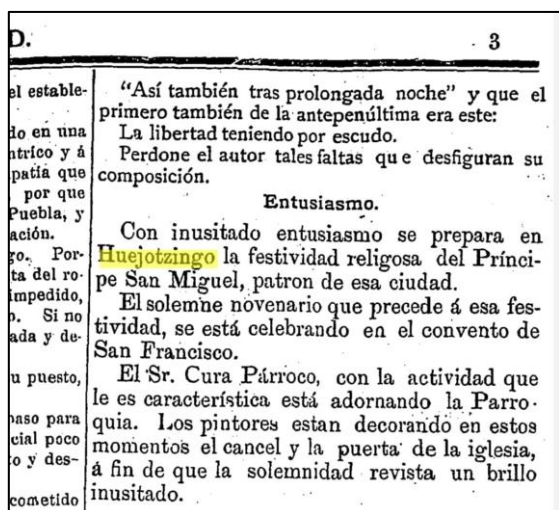 D.
3
el estable-
do en una
ntrico y á
patia que
por que
Puebla, y
ación.
go. Por-
ta del ro-
impedido,
o. Si no
ada y de-
u puesto,
paso para
cial poco
to y des-
cometido
“Así también tras prolongada noche” y que el
primero también de la antepenúltima era este:
La libertad teniendo por escudo.
Perdone el autor tales faltas que desfiguran su
composición.
Entusiasmo.
Con inusitado entusiasmo se prepara en
Huejotzingo la festividad religosa del Prínci-
pe San Miguel, patron de esa ciudad.
El solemne novenario que precede á esa fes-
tividad, se está celebrando en el convento de
San Francisco.
El Sr. Cura Párroco, con la actividad que
le es característica está adornando la Parro-
quia. Los pintores estan decorando en estos
momentos el cancel y la puerta de la iglesia,
á fin de que la solemnidad revista un brillo
inusitado.